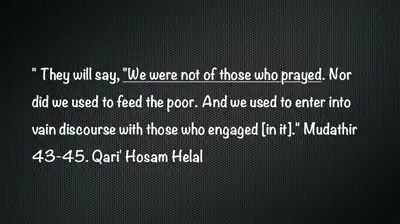 " They will say, "We were not of those who prayed. Nor
did we used to feed the poor. And we used to enter into
vain discourse with those who engaged [in it]." Mudathir
43-45. Qari' Hosam Helal